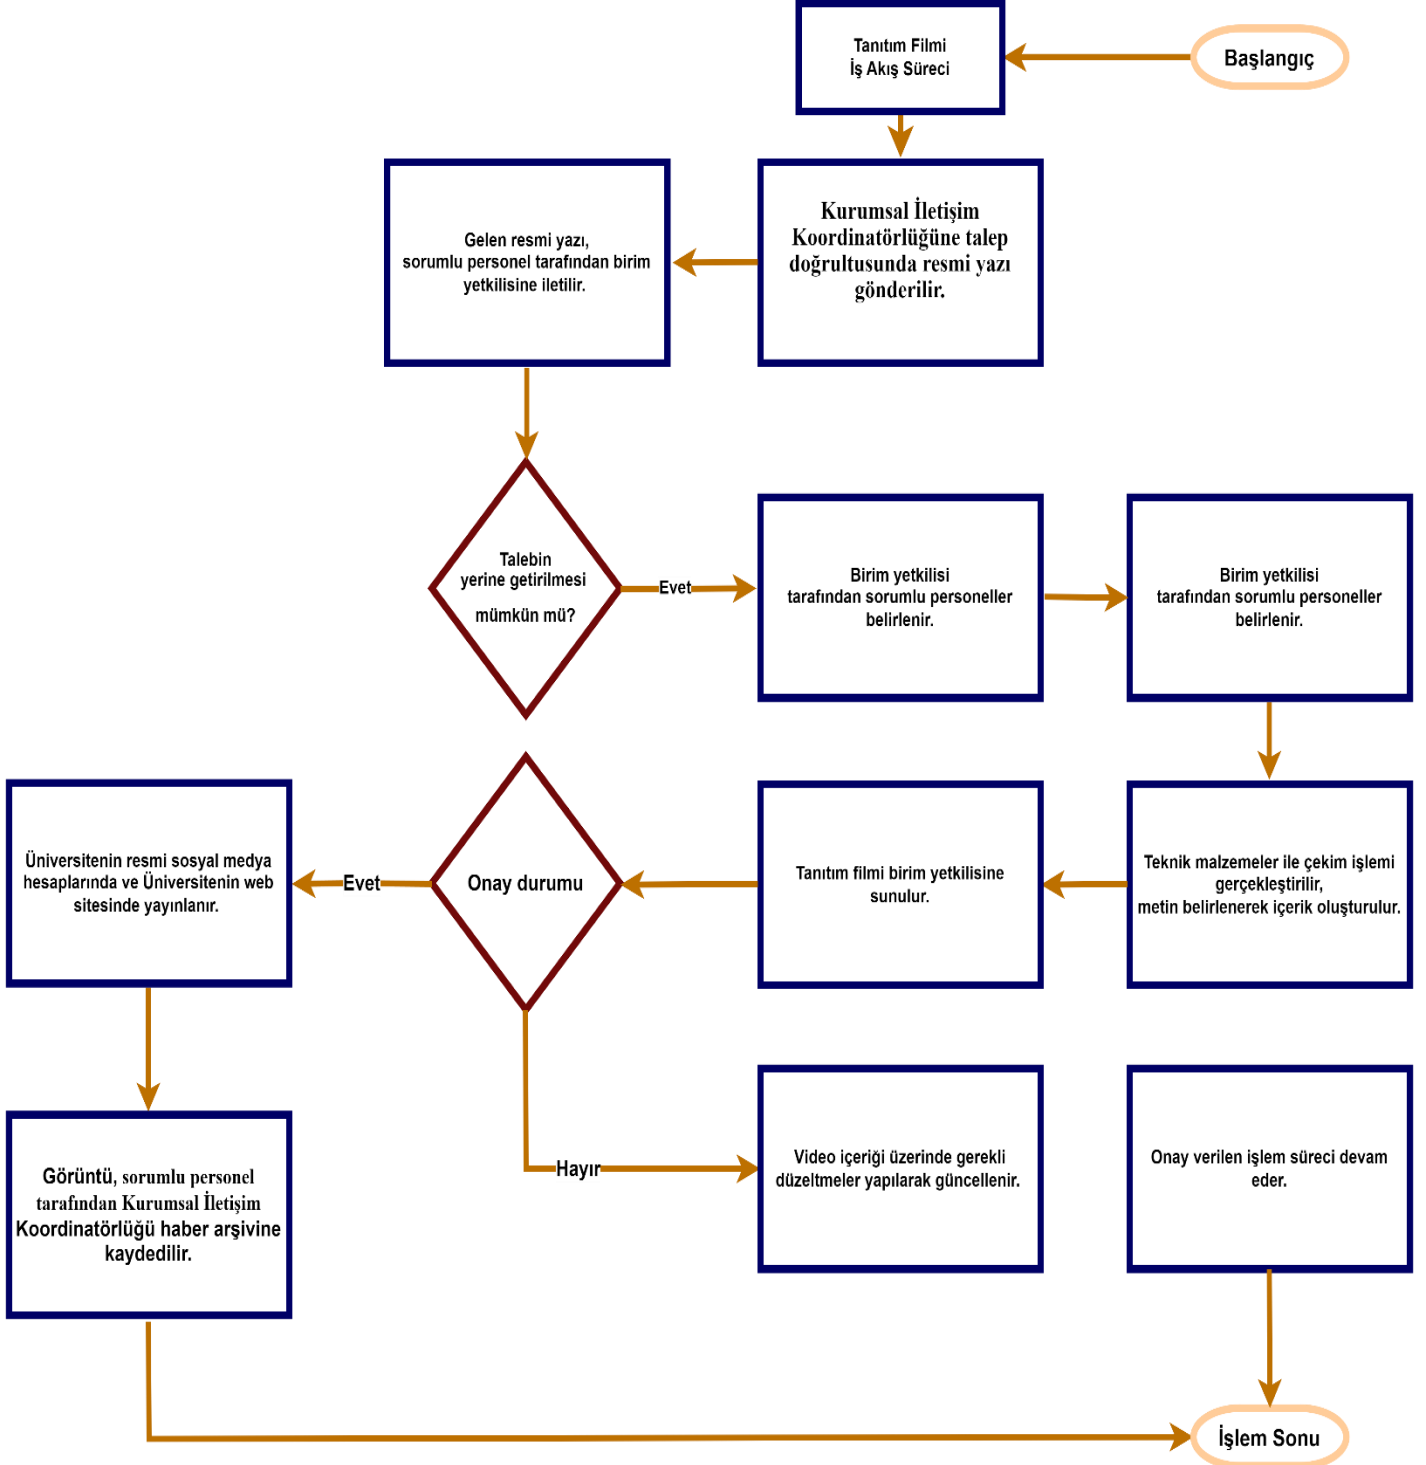 Başlangıç
Tanıtım Filmi
İş Akış Süreci
Kurumsal İletişim
Koordinatörlüğüne talep
doğrultusunda resmi yazı
gönderilir.
Gelen resmi yazı,
sorumlu personel tarafından birim
yetkilisine iletilir.
Talebin
yerine getirilmesi
mümkün mü?
Evet
Birim yetkilisi
tarafından sorumlu personeller
belirlenir.
Birim yetkilisi
tarafından sorumlu personeller
belirlenir.
Teknik malzemeler ile çekim işlemi
gerçekleştirilir,
metin belirlenerek içerik oluşturulur.
Tanıtım filmi birim yetkilisine
sunulur.
Onay durumu
Evet
Üniversitenin resmi sosyal medya
hesaplarında ve Üniversitenin web
sitesinde yayınlanır.
Görüntü, sorumlu personel
tarafından Kurumsal İletişim
Koordinatörlüğü haber arşivine
kaydedilir.
Hayır
Video içeriği üzerinde gerekli
düzeltmeler yapılarak güncellenir.
Onay verilen işlem süreci devam
eder.
İşlem Sonu